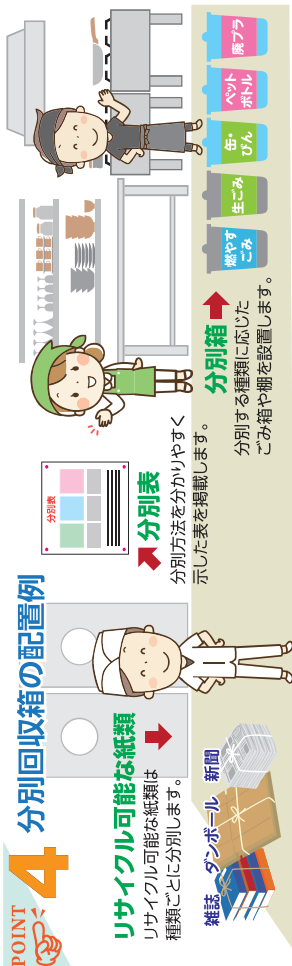 POINT
4
分別回収箱の配置例
リサイクル可能な紙類
リサイクル可能な紙類は
種類ごとに分別します。
雑誌
ダンボール
新聞
分別表
分別表
分別方法を分かりやすく
示した表を掲載します。
分別箱
分別する種類に応じた
ごみ箱や棚を設置します。
燃やす
ごみ
生ごみ
缶・
びん
ペット
ボトル
廃プラ